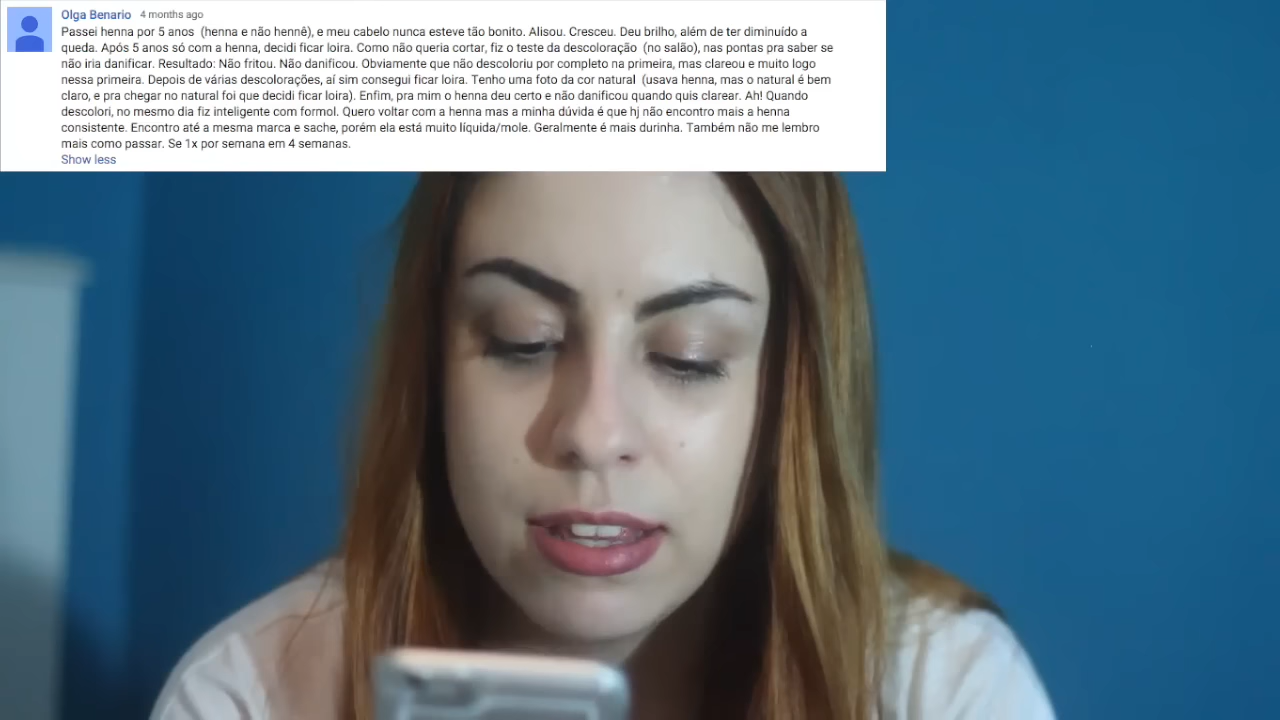 Olga Benario 4 months ago
Passei henna por 5 anos (henna e não hennê), e meu cabelo nunca esteve tão bonito. Alisou. Cresceu. Deu brilho, além de ter diminuído a
queda. Após 5 anos só com a henna, decidi ficar loira. Como não queria cortar, fiz o teste da descoloração (no salão), nas pontas pra saber se
não iria danificar. Resultado: Não fritou. Não danificou. Obviamente que não descoloriu por completo na primeira, mas clareou e muito logo
nessa primeira. Depois de várias descolorações, aí sim consegui ficar loira. Tenho uma foto da cor natural (usava henna, mas o natural é bem
claro, e pra chegar no natural foi que decidi ficar loira). Enfim, pra mim o henna deu certo e não danificou quando quis clarear. Ah! Quando
descolori, no mesmo dia fiz inteligente com formol. Quero voltar com a henna mas a minha dúvida é que hj não encontro mais a henna
consistente. Encontro até a mesma marca e sache, porém ela está muito líquida/mole. Geralmente é mais durinha. Também não me lembro
mais como passar. Se 1x por semana em 4 semanas.
Show less